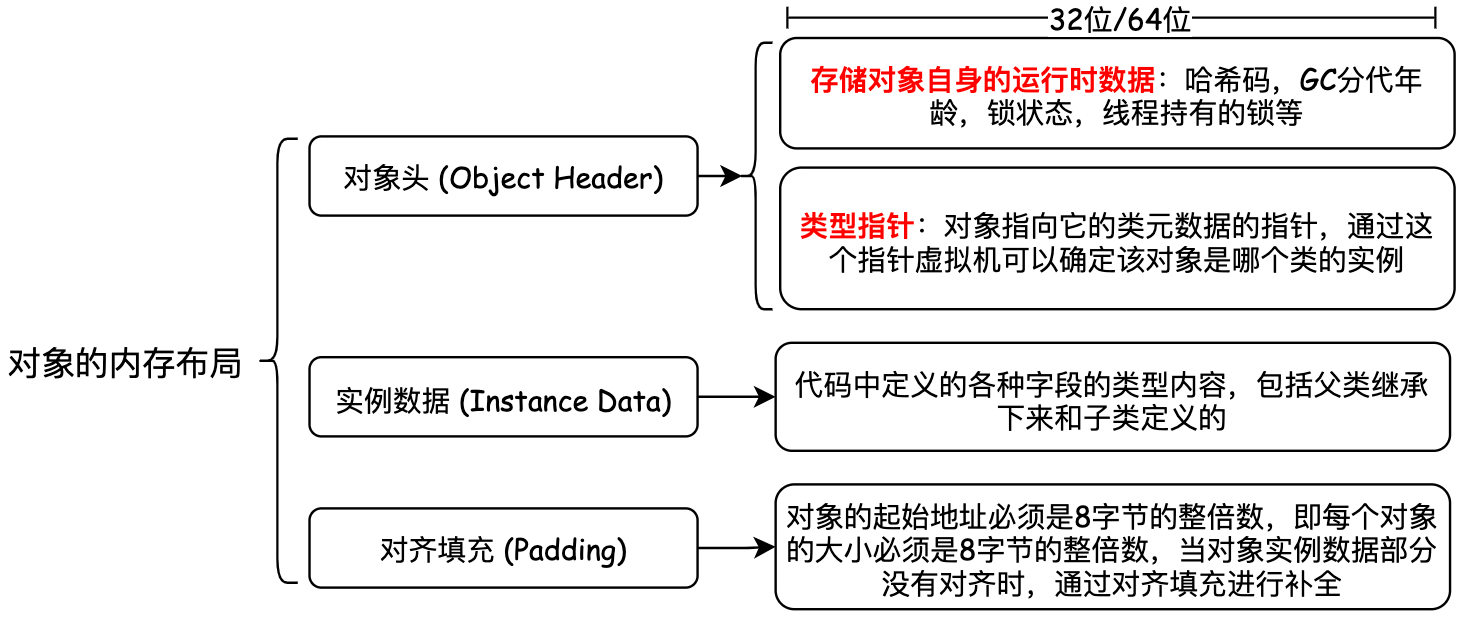 32位/64位
存储对象自身的运行时数据：哈希码，GC分代年
龄，锁状态，线程持有的锁等
对象头 (Object Header)
类型指针：对象指向它的类元数据的指针，通过这
个指针虚拟机可以确定该对象是哪个类的实例
对象的内存布局
实例数据 (Instance Data)
代码中定义的各种字段的类型内容，包括父类继承
下来和子类定义的
对齐填充 (Padding)
对象的起始地址必须是8字节的整倍数，即每个对象
的大小必须是8字节的整倍数，当对象实例数据部分
没有对齐时，通过对齐填充进行补全